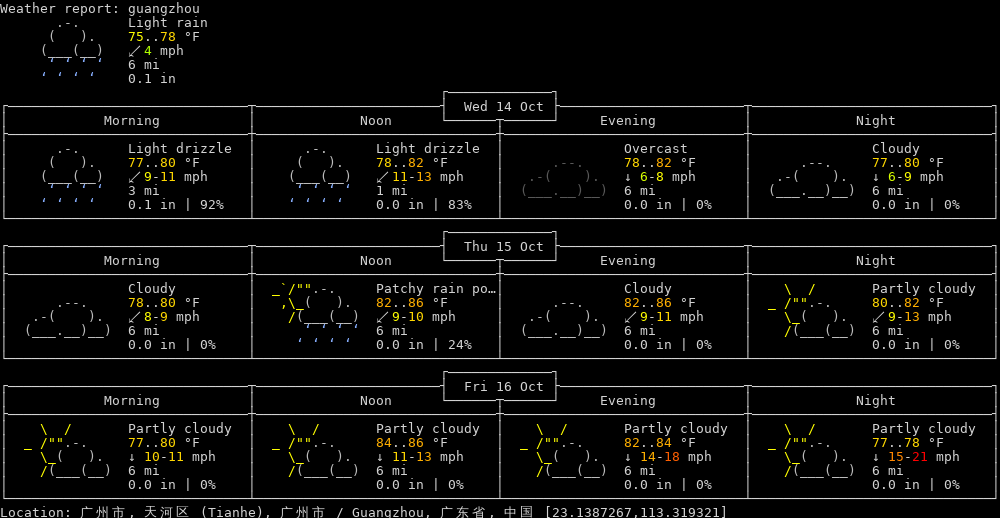 Weather report: guangzhou
Light rain
75..78 °F
↙ 4 mph
6 mi
0.1 in
Wed 14 Oct
Morning Noon Evening Night
Light drizzle Light drizzle Overcast Cloudy
77..80 °F 78..82 °F 78..82 °F 77..80 °F
↙ 9-11 mph ↙ 11-13 mph ↓ 6-8 mph ↓ 6-9 mph
3 mi 1 mi 6 mi 6 mi
0.1 in | 92% 0.0 in | 83% 0.0 in | 0% 0.0 in | 0%
Thu 15 Oct
Morning Noon Evening Night
Cloudy Patchy rain po… Cloudy Partly cloudy
78..80 °F 82..86 °F 82..86 °F 80..82 °F
↙ 8-9 mph ↙ 9-10 mph ↙ 9-11 mph ↙ 9-13 mph
6 mi 6 mi 6 mi 6 mi
0.0 in | 0% 0.0 in | 24% 0.0 in | 0% 0.0 in | 0%
Fri 16 Oct
Morning Noon Evening Night
Partly cloudy Partly cloudy Partly cloudy Partly cloudy
77..80 °F 84..86 °F 82..84 °F 77..78 °F
↓ 10-11 mph ↓ 11-13 mph ↓ 14-18 mph ↓ 15-21 mph
6 mi 6 mi 6 mi 6 mi
0.0 in | 0% 0.0 in | 0% 0.0 in | 0% 0.0 in | 0%
Location: 广州市, 天河区 (Tianhe), 广州市 / Guangzhou, 广东省, 中国 [23.1387267,113.319321]